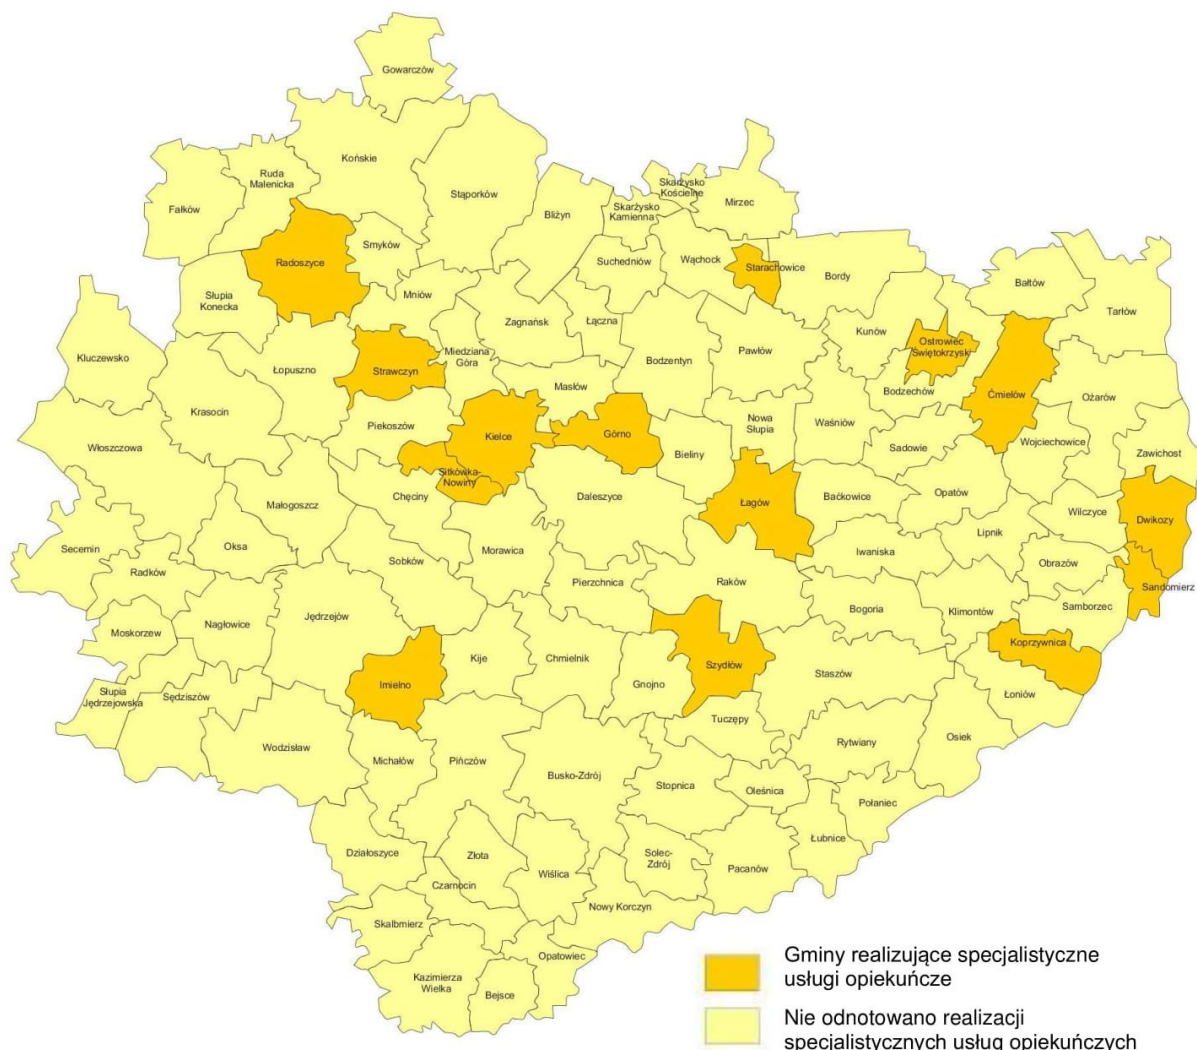 Gowarczów
Końskie
Ruda
Malenicka
Fałków
Stąporków
Skarżysko
Kościelne
Mirzec
Skarżysko
Kamienna
Bliżyn
Smyków
Radoszyce
Suchedniów
Wąchock
Starachowice
Bordy
Bałtów
Tarłów
Słupia
Konecka
Mniów
Zagnańsk
Łączna
Kunów
Ostrowiec
Świętokrzysk
Kluczewsko
Łopuszno
Strawczyn
Miedziana
Góra
Bodzentyn
Pawłów
Masłów
Bodzechów
Ćmielów
Ożarów
Krasocin
Piekoszów
Kielce
Górno
Nowa
Słupia
Waśniów
Sadowie
Wojciechowice
Włoszczowa
Bieliny
Zawichost
Sitkówka-
Nowiny
Chęciny
Daleszyce
Łagów
Baćkowice
Opatów
Małogoszcz
Wilczyce
Dwikozy
Secemin
Oksa
Sobków
Morawica
Iwaniska
Lipnik
Radków
Pierzchnica
Raków
Obrazów
Sandomierz
Moskorzew
Nagłowice
Jędrzejów
Bogoria
Klimontów
Samborzec
Koprzywnica
Imielno
Kije
Chmielnik
Gnojno
Szydłów
Staszów
Słupia
Jędrzejowska
Sędziszów
Łoniów
Tuczępy
Wodzisław
Michałów
Pińczów
Busko-Zdrój
Rytwiany
Osiek
Stopnica
Oleśnica
Połaniec
Działoszyce
Złota
Łubnice
Solec-
Zdrój
Pacanów
Wiślica
Czarnocin
Nowy Korczyn
Skalbmierz
Opatowiec
Kazimierza
Wielka
Bejsce
Gminy realizujące specjalistyczne
usługi opiekuńcze
Nie odnotowano realizacji
specjalistycznych usług opiekuńczych